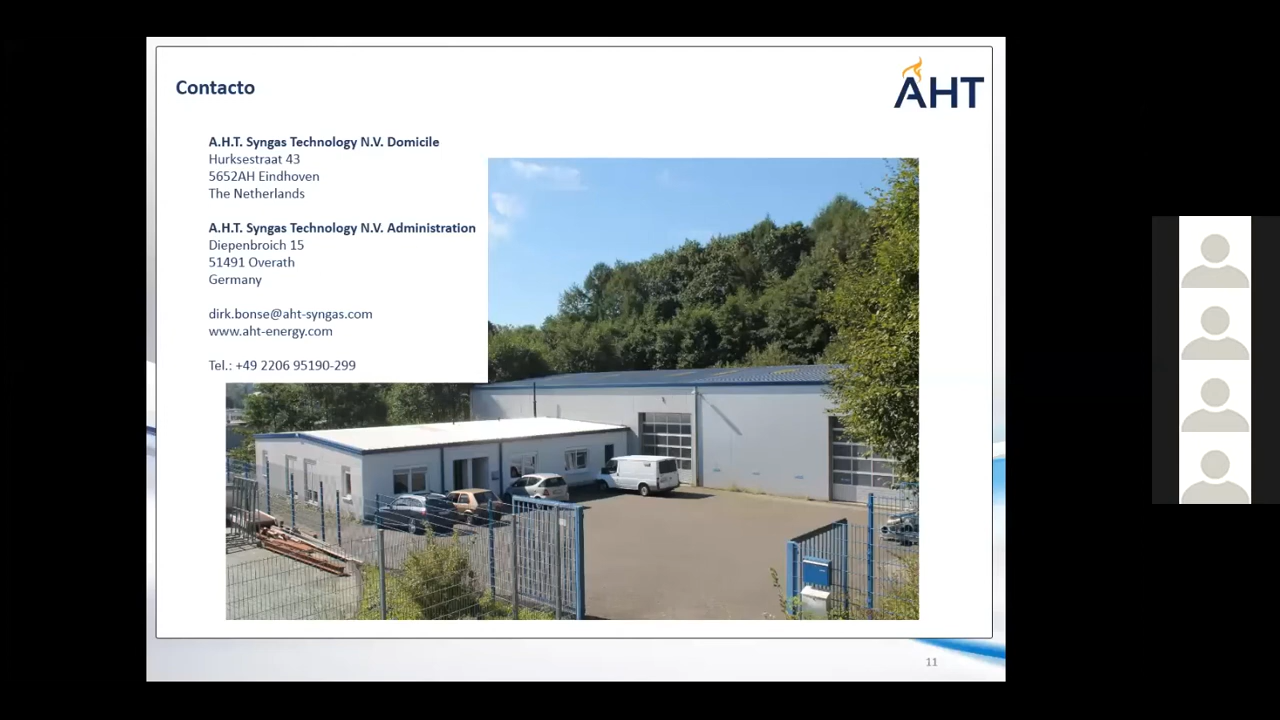 Contacto
AHT
A.H.T. Syngas Technology N.V. Domicile
Hurksestraat 43
5652AH Eindhoven
The Netherlands
A.H.T. Syngas Technology N.V. Administration
Diepenbroich 15
51491 Overath
Germany
dirk.bonse@aht-syngas.com
www.aht-energy.com
Tel.: +49 2206 95190-299
11